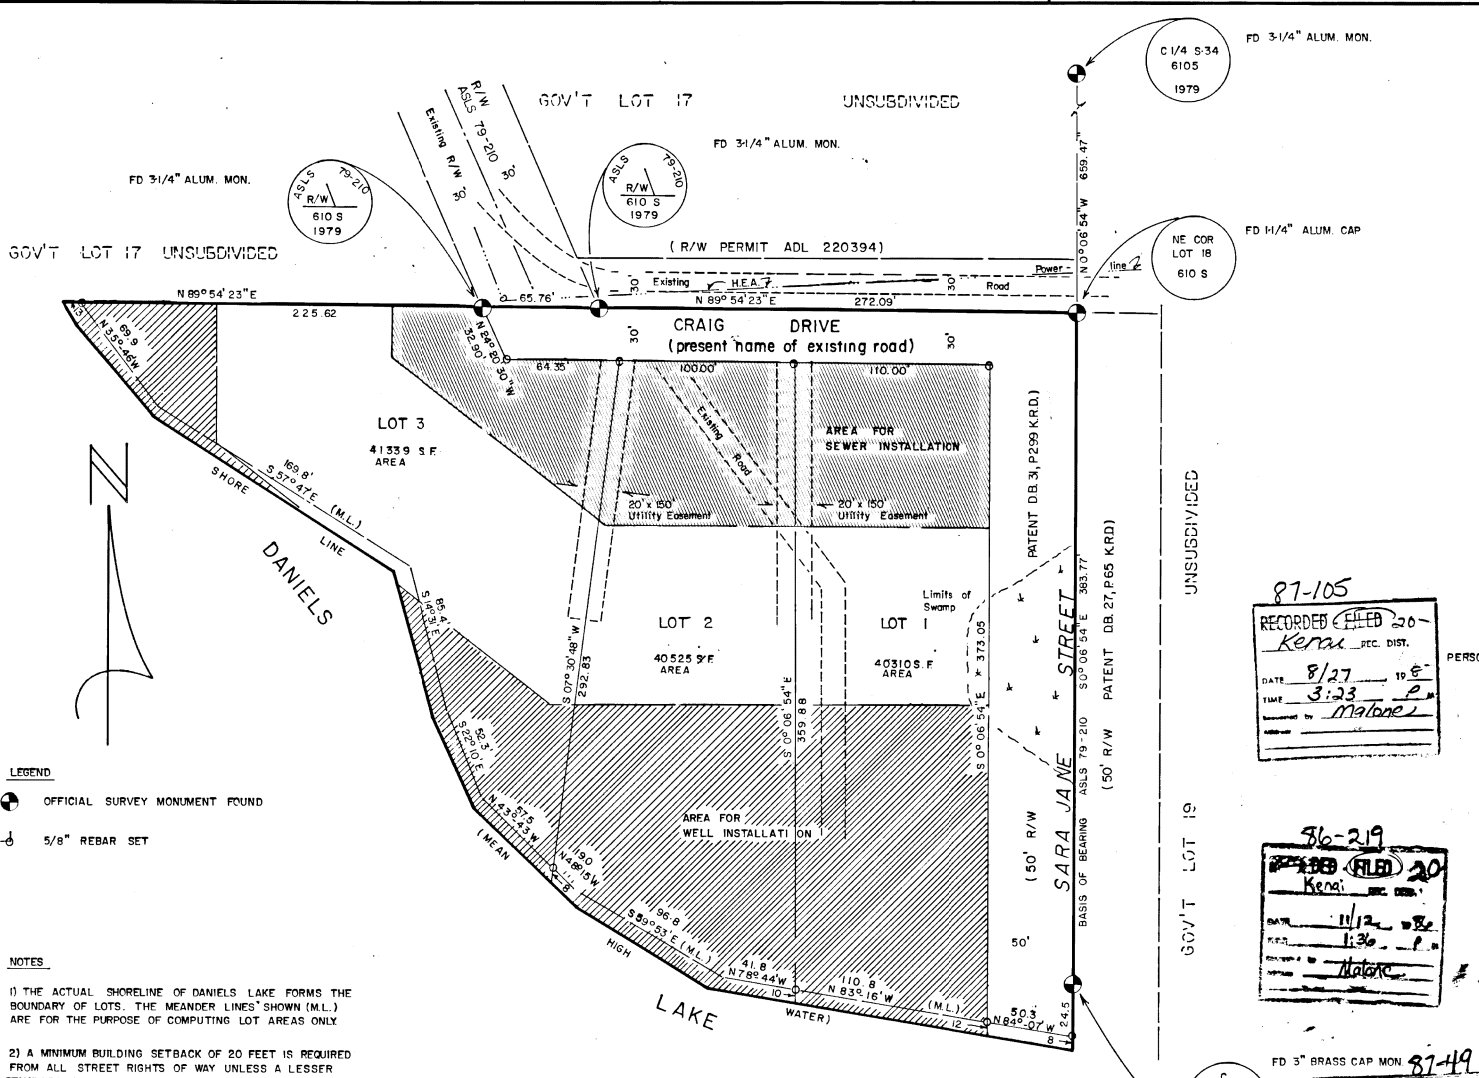 FD 3-1/4" ALUM. MON.
C 1/4 S-34
6105
1979
GOV'T LOT 17 UNSUBDIVIDED
R/W
ASLS 79-210
30'
Existing R/W
30'
FD 3-1/4" ALUM. MON.
ASLS 79-210
R/W
610 S
1979
FD 3-1/4" ALUM. MON.
ASLS 79-210
R/W
610 S
1979
N 0° 06' 54" W 659.47'
GOV'T LOT 17 UNSUBDIVIDED
(R/W PERMIT ADL 220394)
NE COR
LOT 18
610 S
FD 1-1/4" ALUM. CAP
Power- line
30' Existing H.E.A. 30' Road
N 89° 54' 23" E
65.76'
N 89° 54' 23" E
272.09'
225.62
13
69.9
N 35°-46' W
N 24° 20' 30" W
32.90'
30'
CRAIG DRIVE
(present name of existing road)
30'
64.35'
100.00'
110.00'
LOT 3
41339 S.F.
AREA
Existing Road
AREA FOR
SEWER INSTALLATION
20' x 150'
Utility Easement
20' x 150'
Utility Easement
169.8'
S 57° 47' E (M.L.)
SHORE LINE
DANIELS
85.4'
S 14° 31' E
LOT 2
40525 S.F.
AREA
LOT 1
40310 S.F.
AREA
Limits of
Swamp
S 07° 30' 48" W
292.83
S 0° 06' 54" E
359.88
S 0° 06' 54" E 373.05
PATENT D.B. 31, P.299 K.R.D.
(50' R/W
SARA JANE STREET
BASIS OF BEARING ASLS 79-210 S 0° 06' 54" E 383.77'
(50' R/W PATENT D.B. 27, P.65 K.R.D)
UNSUBDIVIDED
GOV'T LOT 18
52.3'
S 22° 10' E
57.5
N 43°-43' W
19.0
N 48° 15' W
8
AREA FOR
WELL INSTALLATION
(MEAN HIGH WATER)
96.8
S 59° 53' E (M.L.)
41.8
N 78° 44' W
10
110.8
N 83°-16' W (M.L.)
12
50'
50.3
N 84°-07' W
24.5
8
LAKE
87-105
RECORDED - FILED 20-
Kenai REC. DIST.
DATE 8/27 19 8
TIME 3:23 P M
by Malone
PERSO
86-219
FILED 20
Kenai
11/12 86
1:36 P
Malone
LEGEND
OFFICIAL SURVEY MONUMENT FOUND
5/8" REBAR SET
NOTES
1) THE ACTUAL SHORELINE OF DANIELS LAKE FORMS THE
BOUNDARY OF LOTS. THE MEANDER LINES SHOWN (M.L.)
ARE FOR THE PURPOSE OF COMPUTING LOT AREAS ONLY.
2) A MINIMUM BUILDING SETBACK OF 20 FEET IS REQUIRED
FROM ALL STREET RIGHTS OF WAY UNLESS A LESSER
FD 3" BRASS CAP MON.
87-49